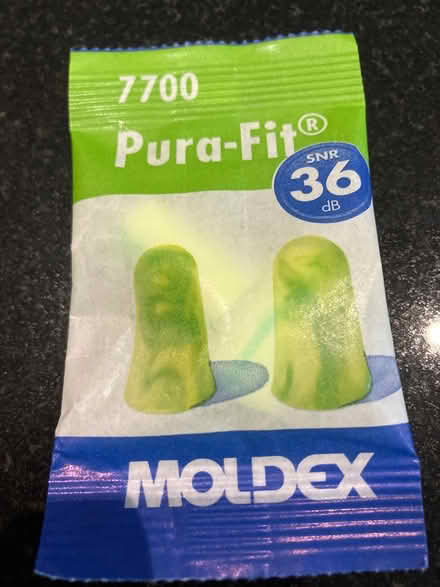 7700
Pura-Fit®
SNR
36
dB
MOLDEX